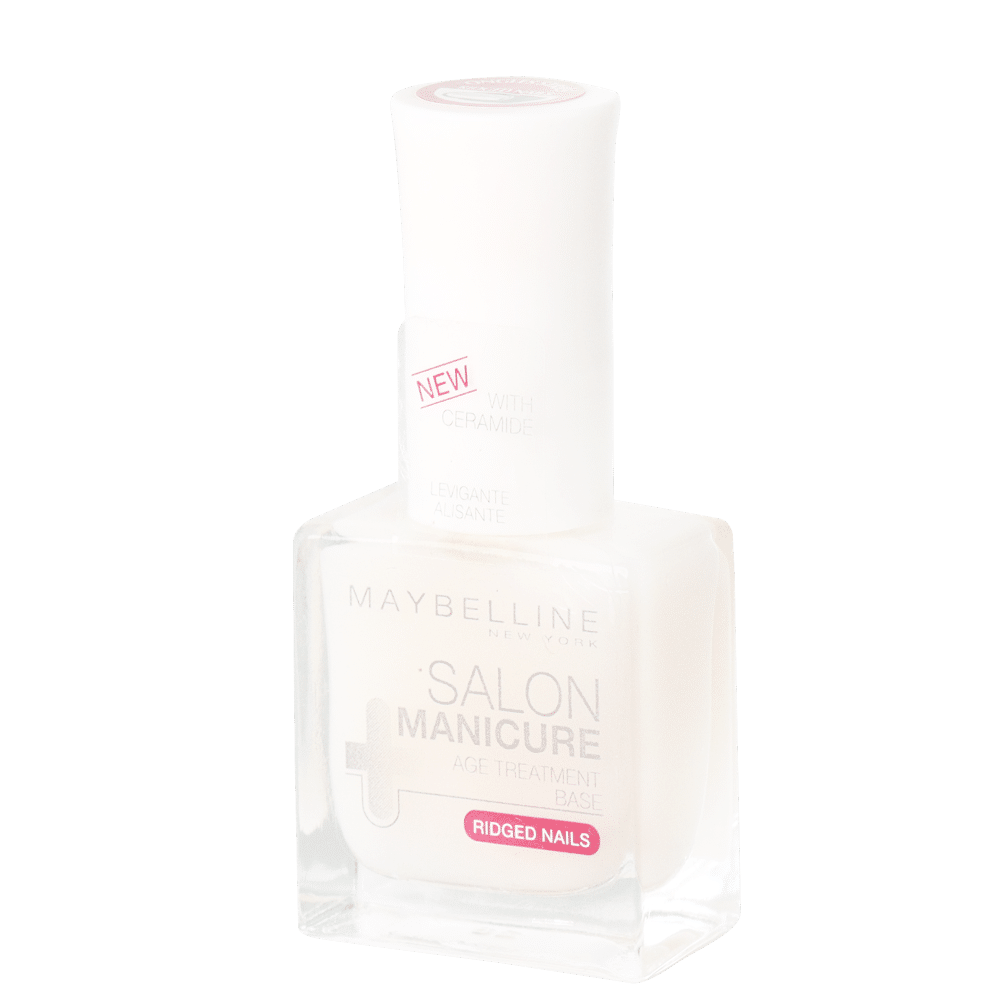 NEW
WITH
CERAMIDE
LEVIGANTE
ALISANTE
MAYBELLINE
NEW YORK
SALON
MANICURE
AGE TREATMENT
BASE
RIDGED NAILS